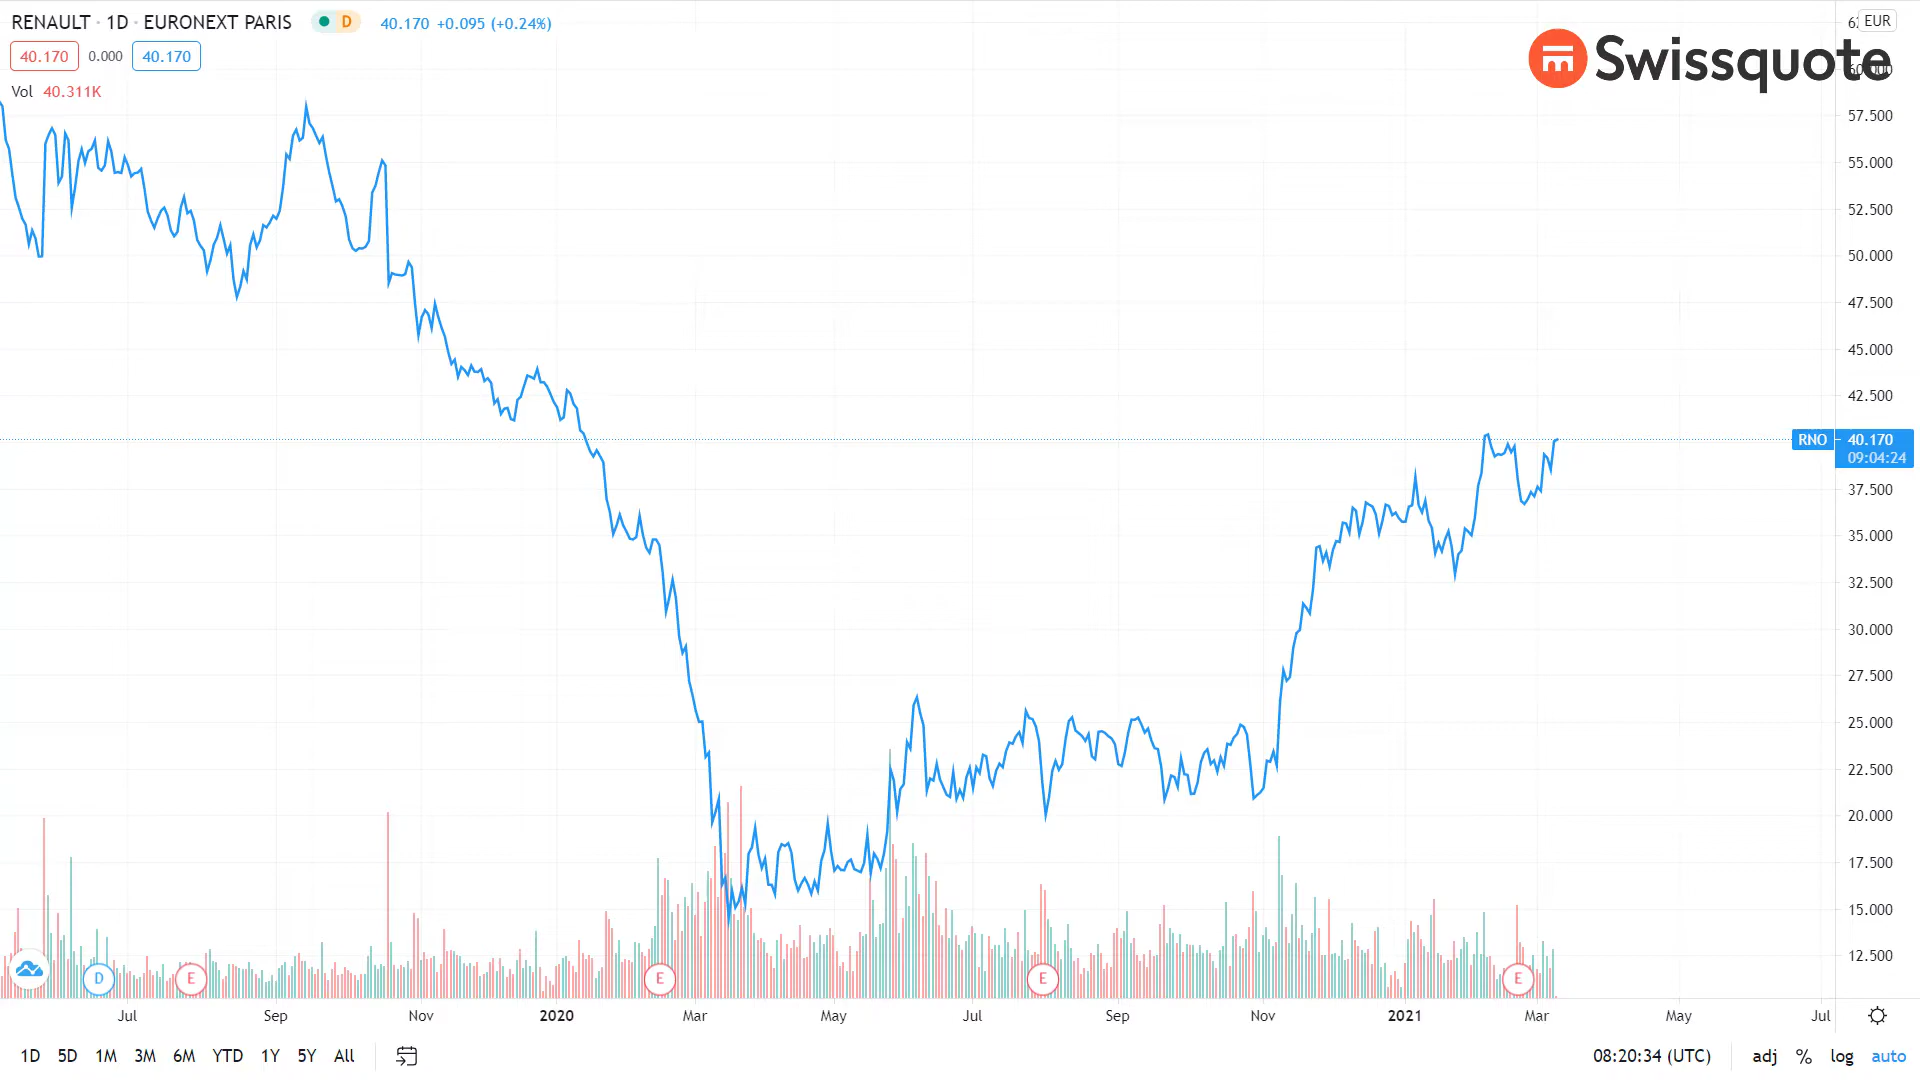 RENAULT · 1D · EURONEXT PARIS D 40.170 +0.095 (+0.24%)
EUR
40.170 0.000 40.170
Swissquote
Vol 40.311K
60.000
57.500
55.000
52.500
50.000
47.500
45.000
42.500
RNO 40.170
09:04:24
37.500
35.000
32.500
30.000
27.500
25.000
22.500
20.000
17.500
15.000
12.500
D E E E E
Jul Sep Nov 2020 Mar May Jul Sep Nov 2021 Mar May Jul
1D 5D 1M 3M 6M YTD 1Y 5Y All 08:20:34 (UTC) adj % log auto